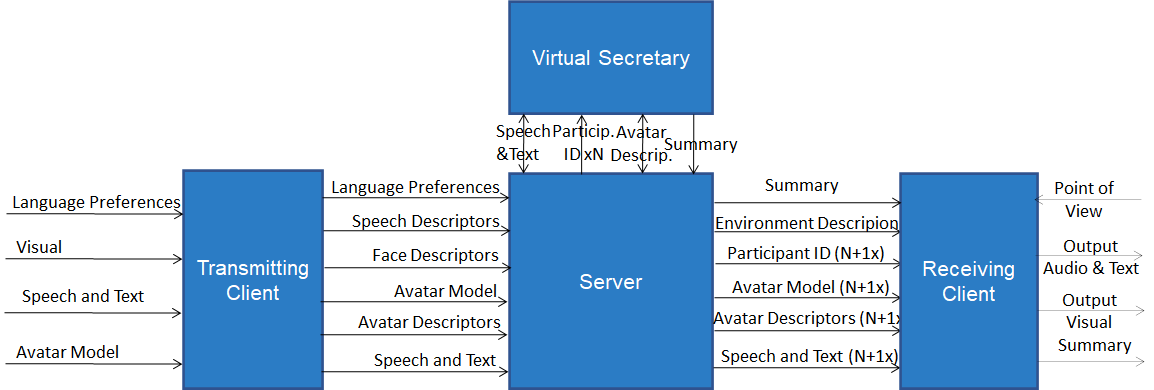 Virtual Secretary
Speech
&Text
Particip.
ID xN
Avatar
Descrip.
Summary
Language Preferences
Visual
Speech and Text
Avatar Model
Transmitting
Client
Language Preferences
Speech Descriptors
Face Descriptors
Avatar Model
Avatar Descriptors
Speech and Text
Server
Summary
Environment Descripion
Participant ID (N+1x)
Avatar Model (N+1x)
Avatar Descriptors (N+1x
Speech and Text (N+1x)
Receiving
Client
Point of
View
Output
Audio & Text
Output
Visual
Summary